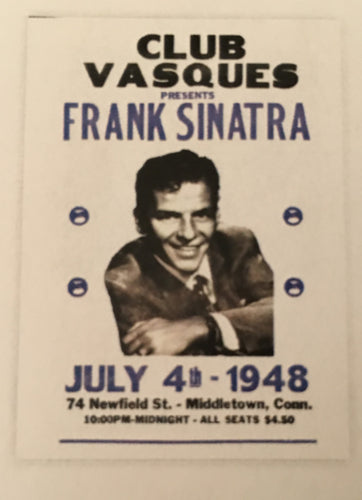 CLUB
VASQUES
PRESENTS
FRANK SINATRA
JULY 4th - 1948
74 Newfield St. - Middletown, Conn.
10:00PM-MIDNIGHT - ALL SEATS $4.50